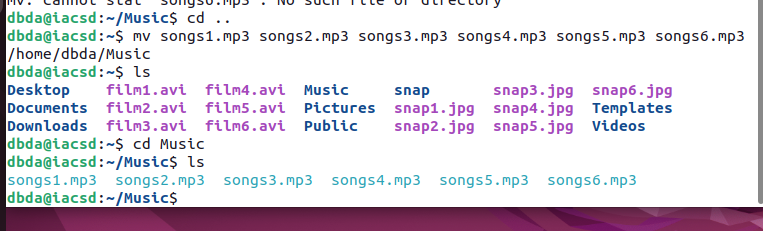 mv: cannot stat 'songs6.mp3': No such file or directory
dbda@iacsd:~/Music$ cd ..
dbda@iacsd:~$ mv songs1.mp3 songs2.mp3 songs3.mp3 songs4.mp3 songs5.mp3 songs6.mp3
/home/dbda/Music
dbda@iacsd:~$ ls
Desktop film1.avi film4.avi Music snap snap3.jpg snap6.jpg
Documents film2.avi film5.avi Pictures snap1.jpg snap4.jpg Templates
Downloads film3.avi film6.avi Public snap2.jpg snap5.jpg Videos
dbda@iacsd:~$ cd Music
dbda@iacsd:~/Music$ ls
songs1.mp3 songs2.mp3 songs3.mp3 songs4.mp3 songs5.mp3 songs6.mp3
dbda@iacsd:~/Music$